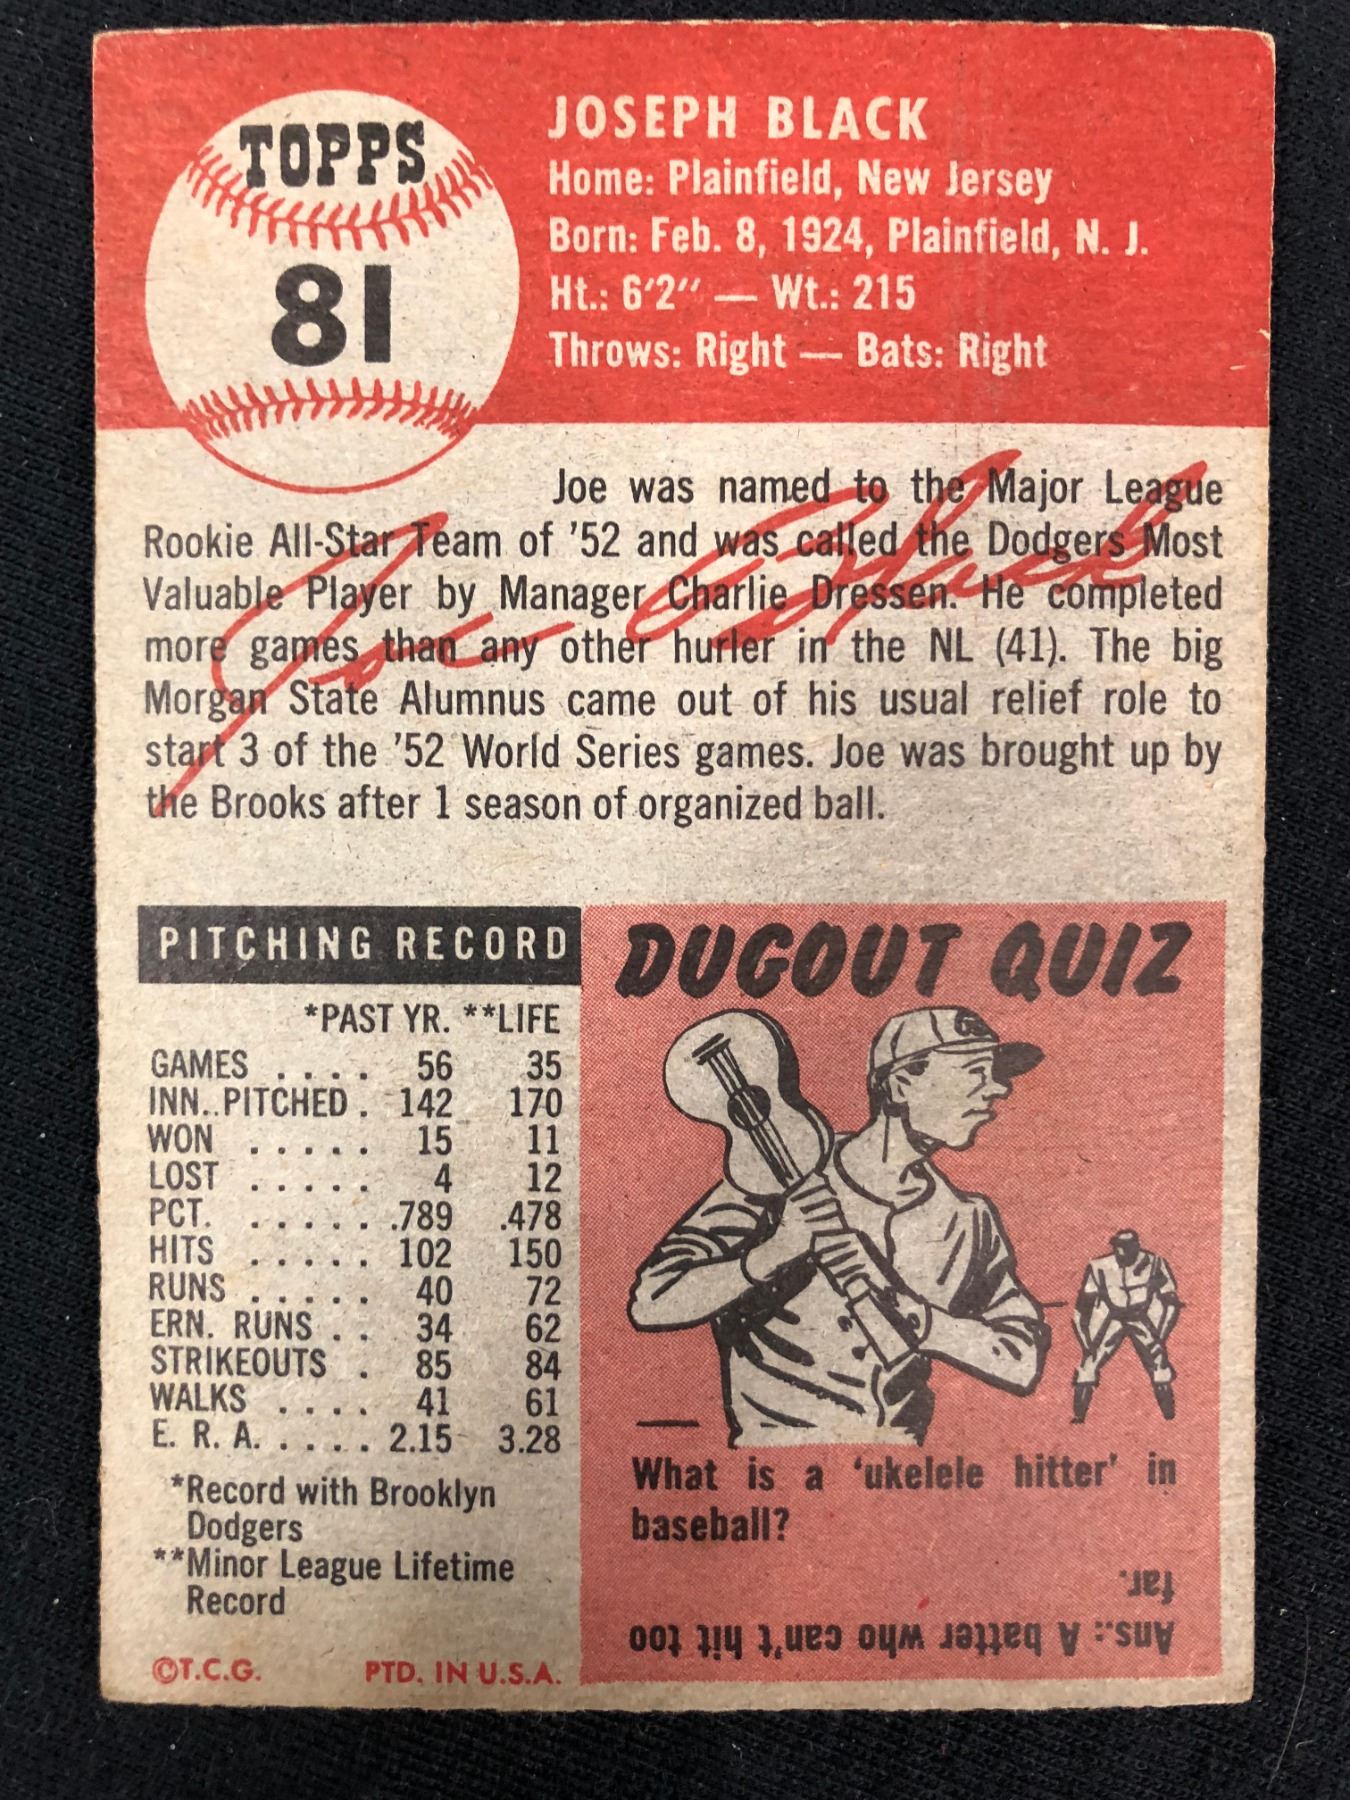 TOPPS
81
JOSEPH BLACK
Home: Plainfield, New Jersey
Born: Feb. 8, 1924, Plainfield, N. J.
Ht.: 6'2" — Wt.: 215
Throws: Right — Bats: Right
Joe was named to the Major League
Rookie All-Star Team of '52 and was called the Dodgers Most
Valuable Player by Manager Charlie Dressen. He completed
more games than any other hurler in the NL (41). The big
Morgan State Alumnus came out of his usual relief role to
start 3 of the '52 World Series games. Joe was brought up by
the Brooks after 1 season of organized ball.
Joe Black
PITCHING RECORD
*PAST YR. **LIFE
GAMES . . . . 56 35
INN. PITCHED . 142 170
WON . . . . . 15 11
LOST . . . . . 4 12
PCT. . . . . . .789 .478
HITS . . . . . 102 150
RUNS . . . . . 40 72
ERN. RUNS . . 34 62
STRIKEOUTS . 85 84
WALKS . . . . 41 61
E. R. A. . . . . 2.15 3.28
*Record with Brooklyn
Dodgers
**Minor League Lifetime
Record
©T.C.G. PTD. IN U.S.A.
DUGOUT QUIZ
What is a 'ukelele hitter' in
baseball?
Ans.: A batter who can't hit too
far.